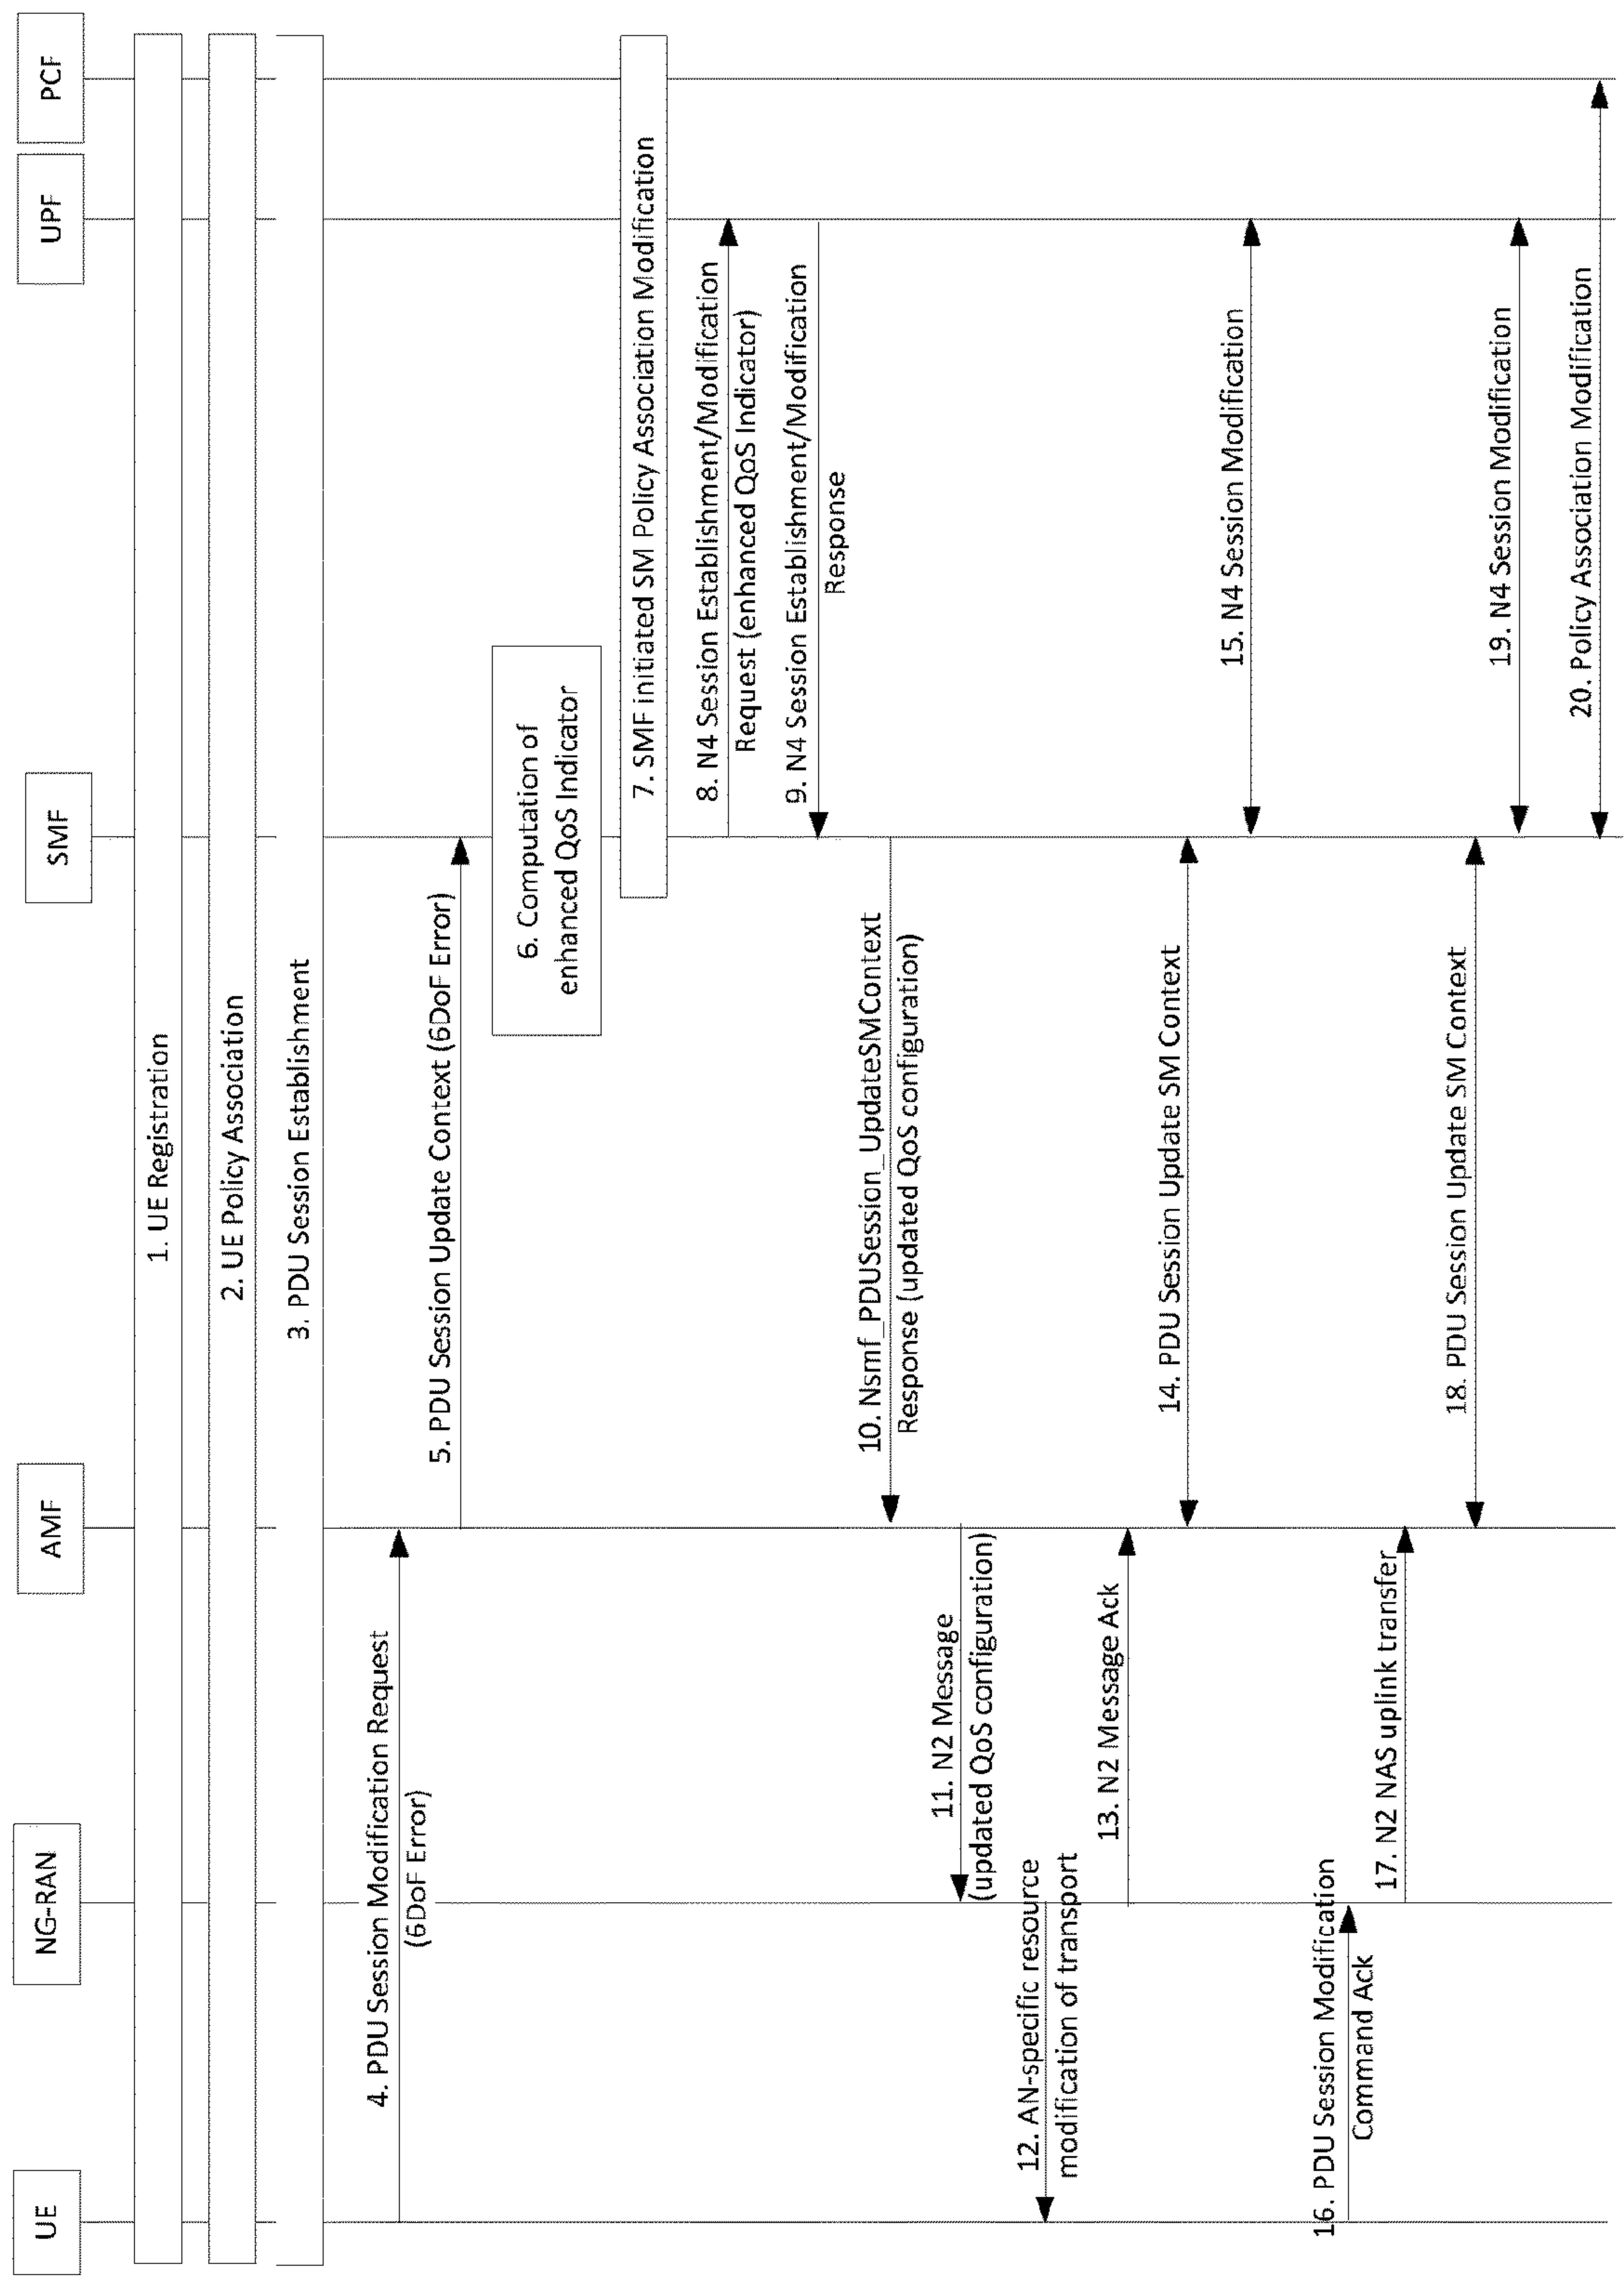 UE
NG-RAN
AMF
SMF
UPF
PCF
1. UE Registration
2. UE Policy Association
3. PDU Session Establishment
4. PDU Session Modification Request
(6DoF Error)
5. PDU Session Update Context (6DoF Error)
6. Computation of
enhanced QoS Indicator
7. SMF initiated SM Policy Association Modification
8. N4 Session Establishment/Modification
Request (enhanced QoS Indicator)
9. N4 Session Establishment/Modification
Response
10. Nsmf_PDUSession_UpdateSMContext
Response (updated QoS configuration)
11. N2 Message
(updated QoS configuration)
12. AN-specific resource
modification of transport
13. N2 Message Ack
14. PDU Session Update SM Context
15. N4 Session Modification
16. PDU Session Modification
Command Ack
17. N2 NAS uplink transfer
18. PDU Session Update SM Context
19. N4 Session Modification
20. Policy Association Modification